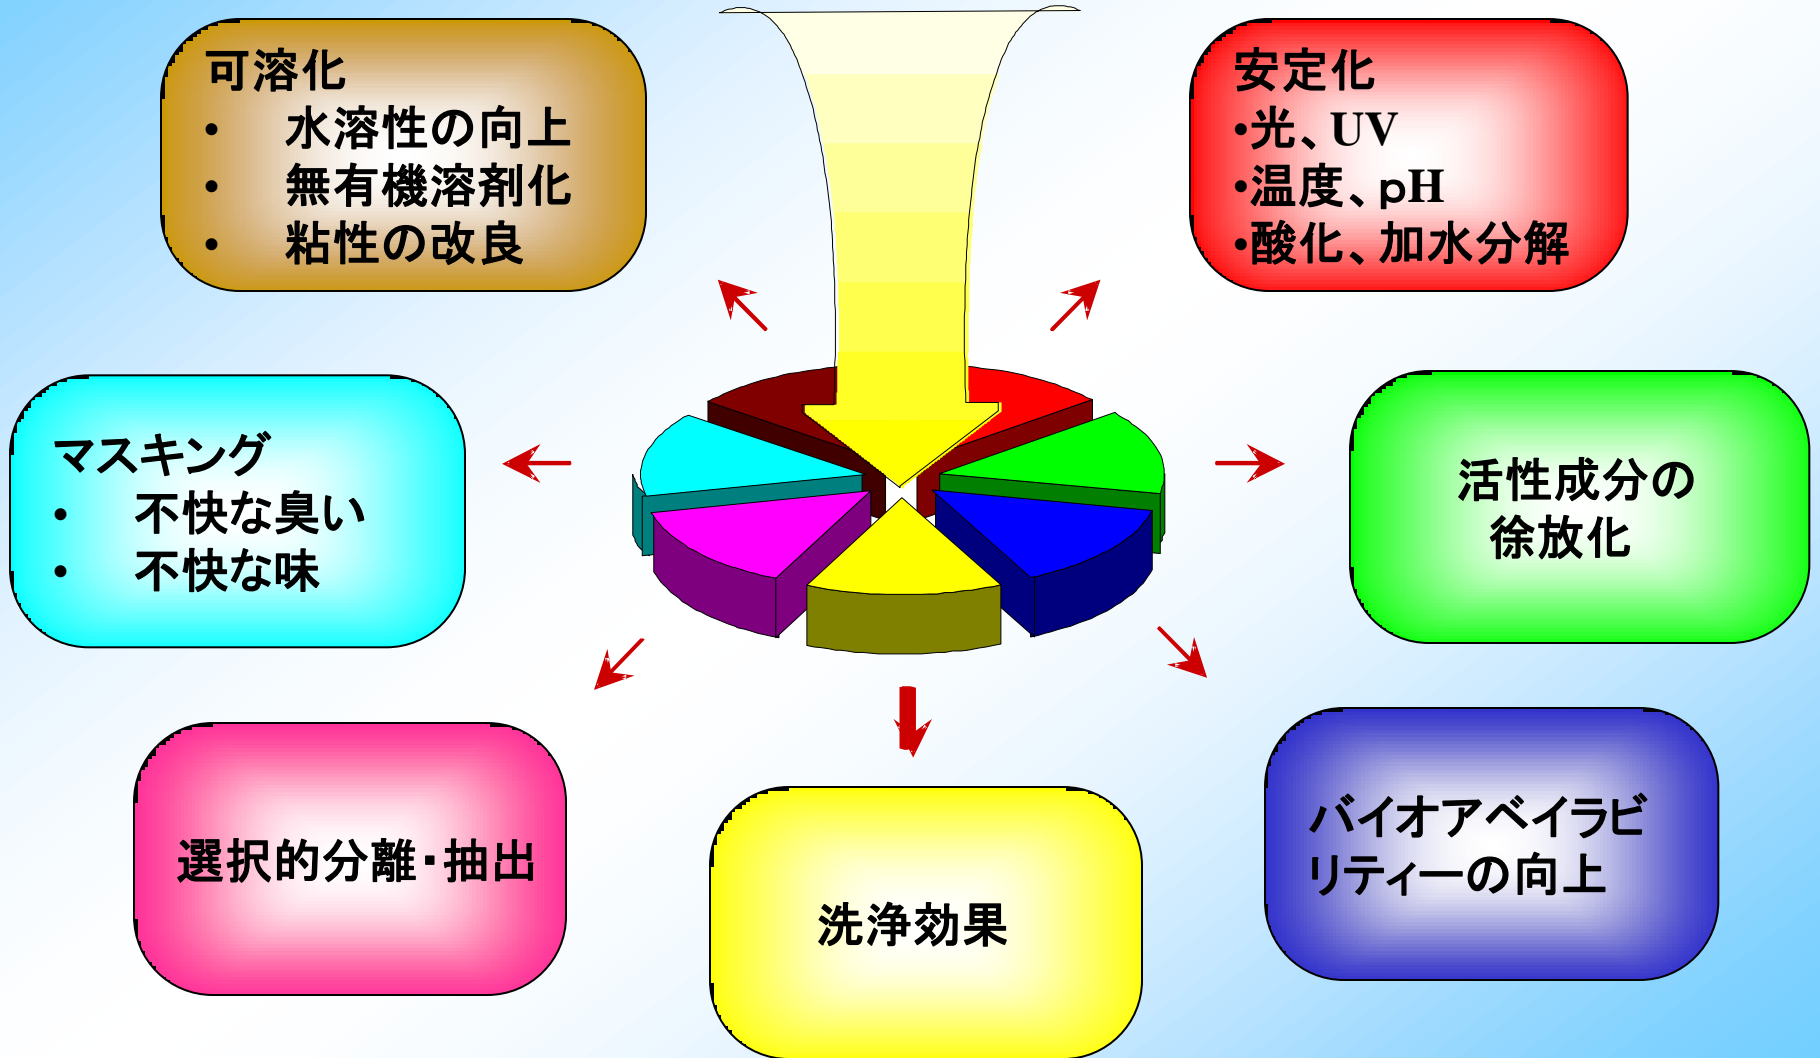 可溶化
• 水溶性の向上
• 無有機溶剤化
• 粘性の改良
安定化
•光、UV
•温度、pH
•酸化、加水分解
マスキング
• 不快な臭い
• 不快な味
活性成分の
徐放化
選択的分離・抽出
洗浄効果
バイオアベイラビ
リティーの向上